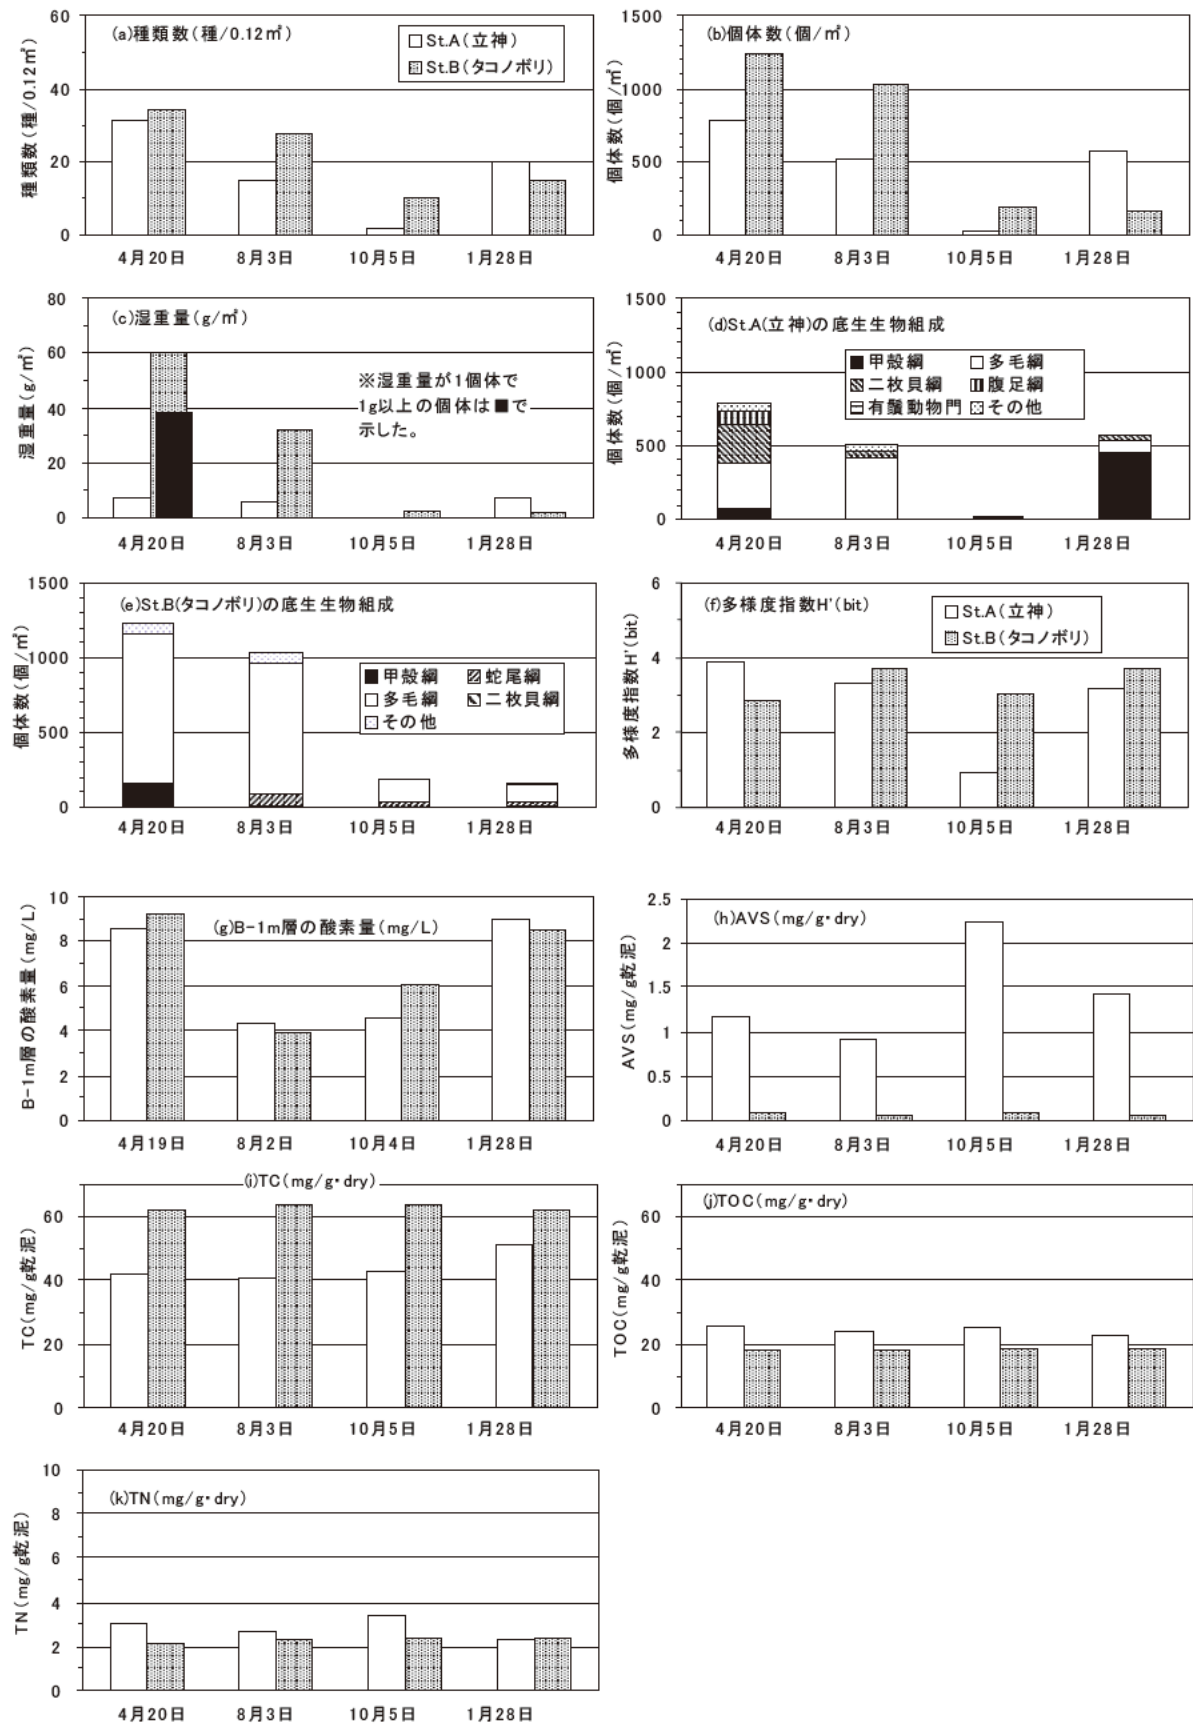 (a)種類数(種/0.12㎡)
St.A(立神)
St.B(タコノボリ)
種類数(種/0.12㎡)
60
40
20
0
4月20日 8月3日 10月5日 1月28日
(b)個体数(個/㎡)
個体数(個/㎡)
1500
1000
500
0
4月20日 8月3日 10月5日 1月28日
(c)湿重量(g/㎡)
※湿重量が1個体で
1g以上の個体は■で
示した。
湿重量(g/㎡)
80
60
40
20
0
4月20日 8月3日 10月5日 1月28日
(d)St.A(立神)の底生生物組成
甲殻綱 多毛綱
二枚貝綱 腹足綱
有鬚動物門 その他
個体数(個/㎡)
1500
1000
500
0
4月20日 8月3日 10月5日 1月28日
(e)St.B(タコノボリ)の底生生物組成
甲殻綱 蛇尾綱
多毛綱 二枚貝綱
その他
個体数(個/㎡)
1500
1000
500
0
4月20日 8月3日 10月5日 1月28日
(f)多様度指数H'(bit)
St.A(立神)
St.B(タコノボリ)
多様度指数H'(bit)
6
4
2
0
4月20日 8月3日 10月5日 1月28日
(g)B-1m層の酸素量(mg/L)
B-1m層の酸素量(mg/L)
10
8
6
4
2
0
4月19日 8月2日 10月4日 1月28日
(h)AVS(mg/g・dry)
AVS(mg/g乾泥)
2.5
2
1.5
1
0.5
0
4月20日 8月3日 10月5日 1月28日
(i)TC(mg/g・dry)
TC(mg/g乾泥)
60
40
20
0
4月20日 8月3日 10月5日 1月28日
(j)TOC(mg/g・dry)
TOC(mg/g乾泥)
60
40
20
0
4月20日 8月3日 10月5日 1月28日
(k)TN(mg/g・dry)
TN(mg/g乾泥)
10
8
6
4
2
0
4月20日 8月3日 10月5日 1月28日